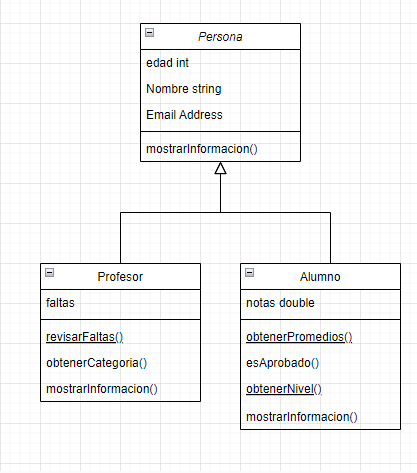 Persona
edad int
Nombre string
Email Address
mostrarInformacion()
Profesor
faltas
revisarFaltas()
obtenerCategoria()
mostrarInformacion()
Alumno
notas double
obtenerPromedios()
esAprobado()
obtenerNivel()
mostrarInformacion()